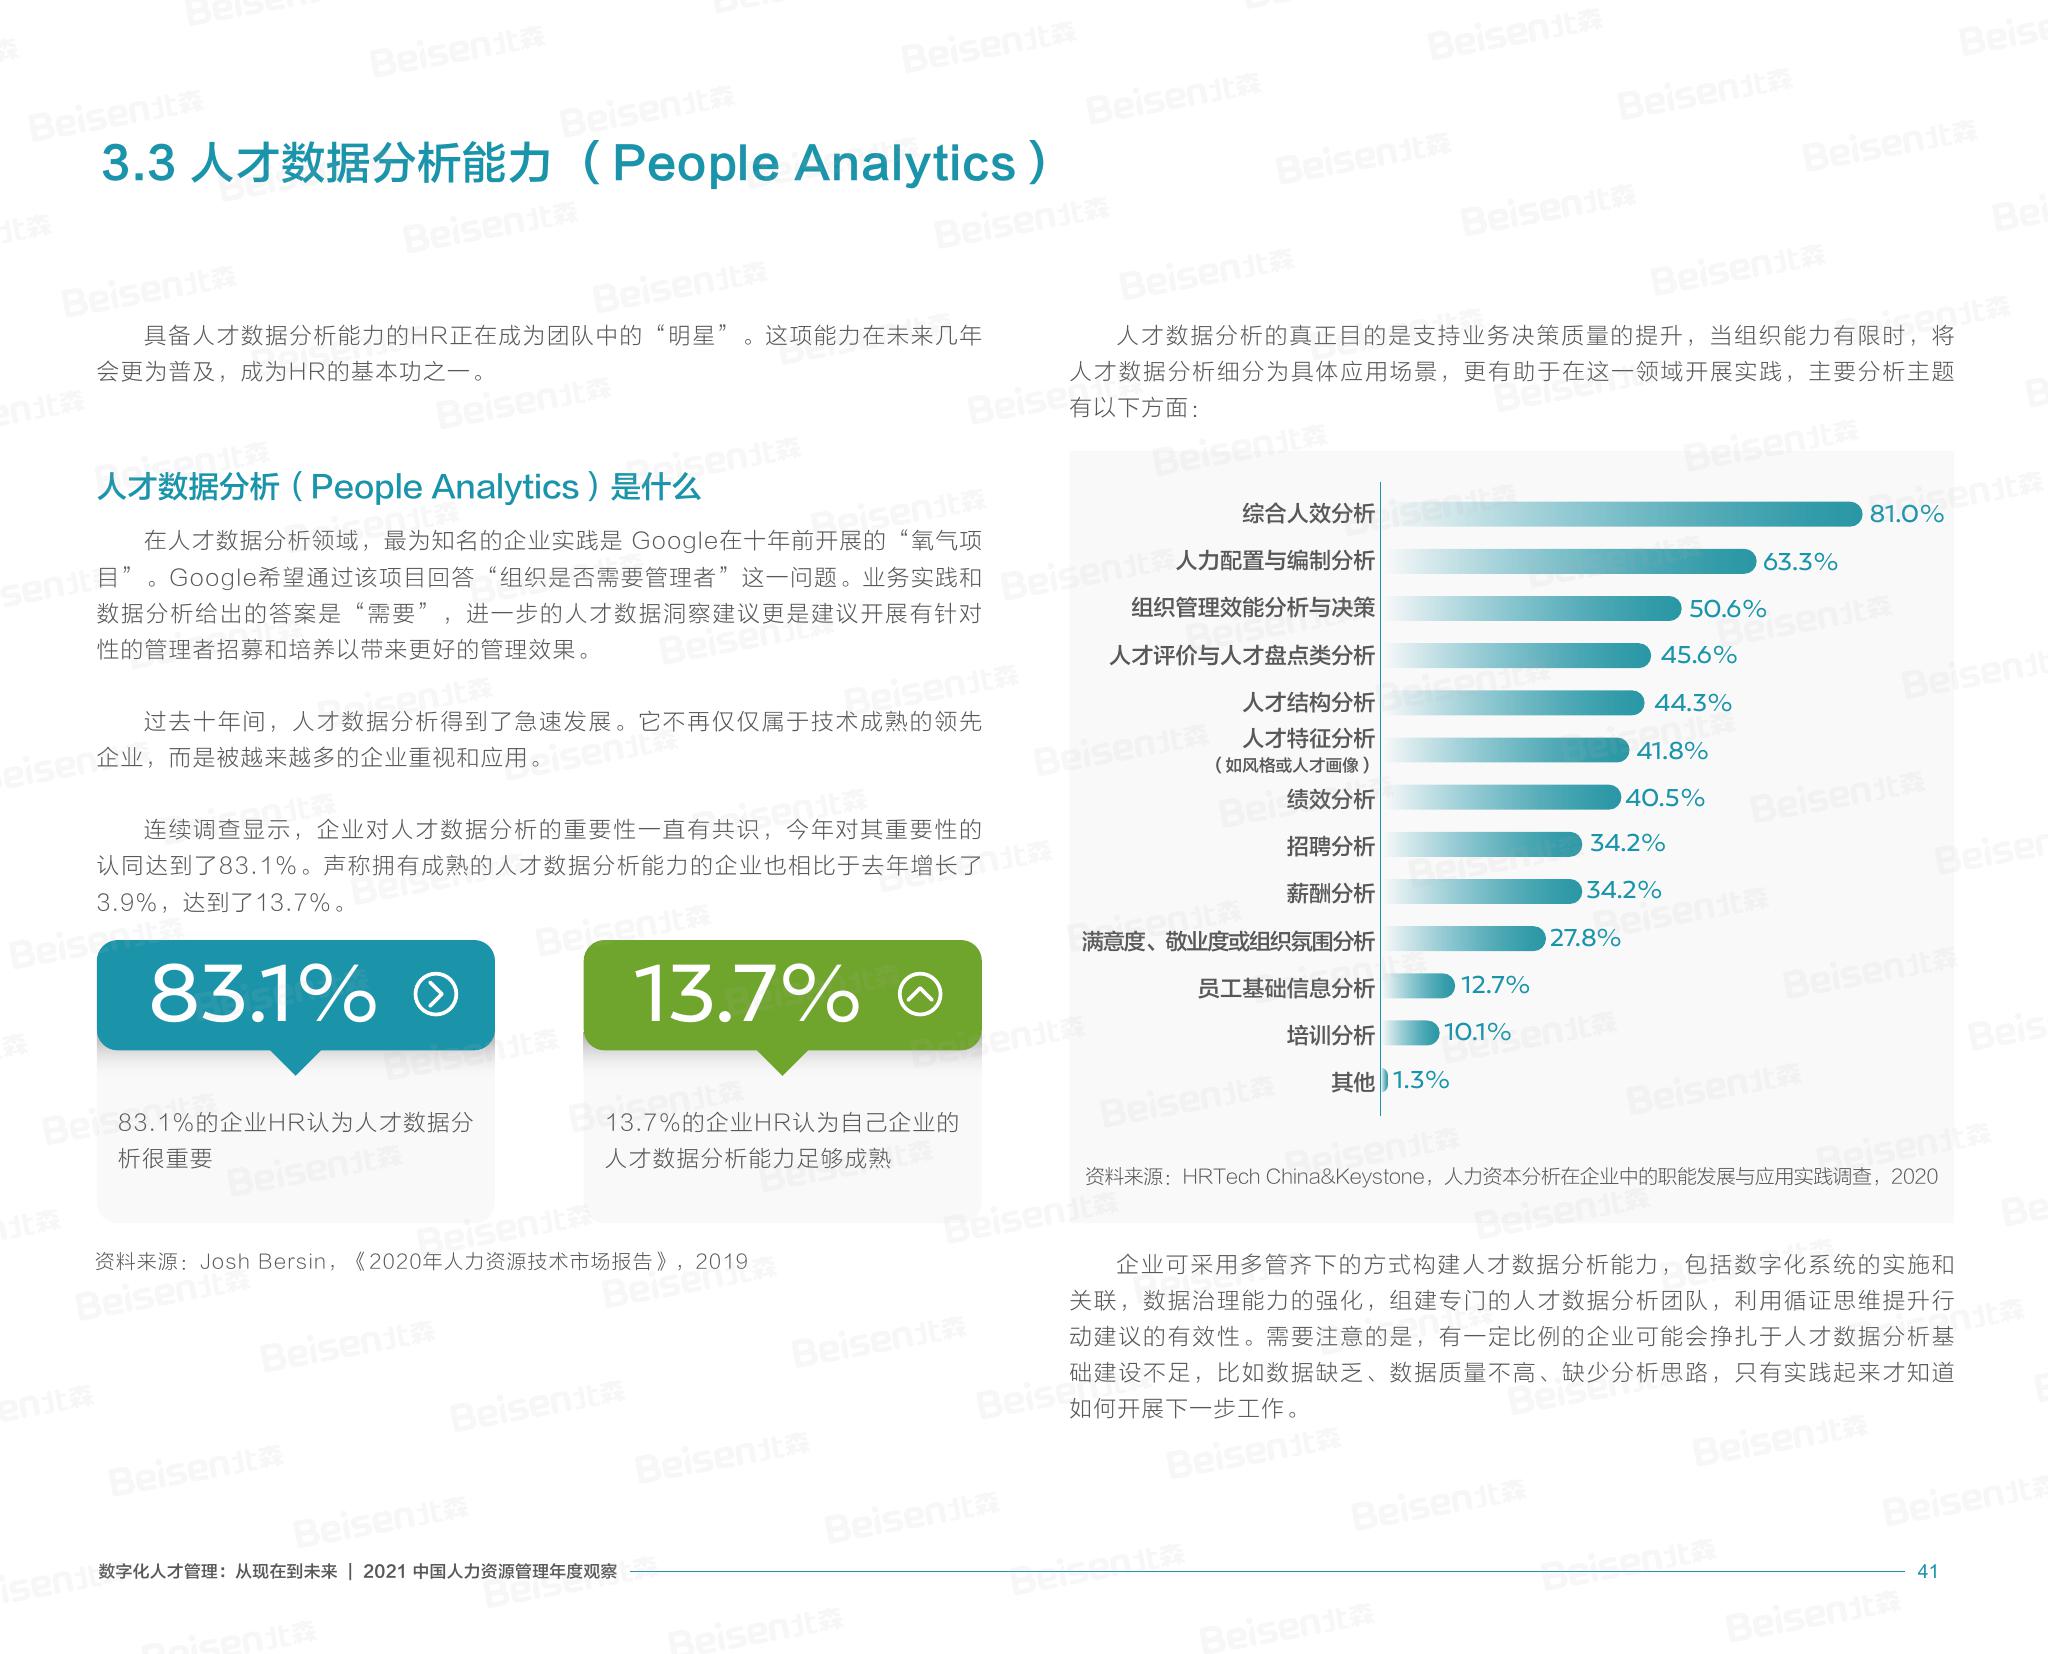 3.3 人才数据分析能力（People Analytics）
具备人才数据分析能力的HR正在成为团队中的“明星”。这项能力在未来几年
会更为普及，成为HR的基本功之一。
人才数据分析（People Analytics）是什么
在人才数据分析领域，最为知名的企业实践是 Google在十年前开展的“氧气项
目”。Google希望通过该项目回答“组织是否需要管理者”这一问题。业务实践和
数据分析给出的答案是“需要”，进一步的人才数据洞察建议更是建议开展有针对
性的管理者招募和培养以带来更好的管理效果。
过去十年间，人才数据分析得到了急速发展。它不再仅仅属于技术成熟的领先
企业，而是被越来越多的企业重视和应用。
连续调查显示，企业对人才数据分析的重要性一直有共识，今年对其重要性的
认同达到了83.1%。声称拥有成熟的人才数据分析能力的企业也相比于去年增长了
3.9%，达到了13.7%。
83.1%
83.1%的企业HR认为人才数据分
析很重要
13.7%
13.7%的企业HR认为自己企业的
人才数据分析能力足够成熟
资料来源：Josh Bersin，《2020年人力资源技术市场报告》，2019
人才数据分析的真正目的是支持业务决策质量的提升，当组织能力有限时，将
人才数据分析细分为具体应用场景，更有助于在这一领域开展实践，主要分析主题
有以下方面：
综合人效分析 81.0%
人力配置与编制分析 63.3%
组织管理效能分析与决策 50.6%
人才评价与人才盘点类分析 45.6%
人才结构分析 44.3%
人才特征分析 41.8%
（如风格或人才画像）
绩效分析 40.5%
招聘分析 34.2%
薪酬分析 34.2%
满意度、敬业度或组织氛围分析 27.8%
员工基础信息分析 12.7%
培训分析 10.1%
其他 1.3%
资料来源：HRTech China&Keystone，人力资本分析在企业中的职能发展与应用实践调查，2020
企业可采用多管齐下的方式构建人才数据分析能力，包括数字化系统的实施和
关联，数据治理能力的强化，组建专门的人才数据分析团队，利用循证思维提升行
动建议的有效性。需要注意的是，有一定比例的企业可能会挣扎于人才数据分析基
础建设不足，比如数据缺乏、数据质量不高、缺少分析思路，只有实践起来才知道
如何开展下一步工作。
数字化人才管理：从现在到未来 | 2021 中国人力资源管理年度观察
41
Beisen北森